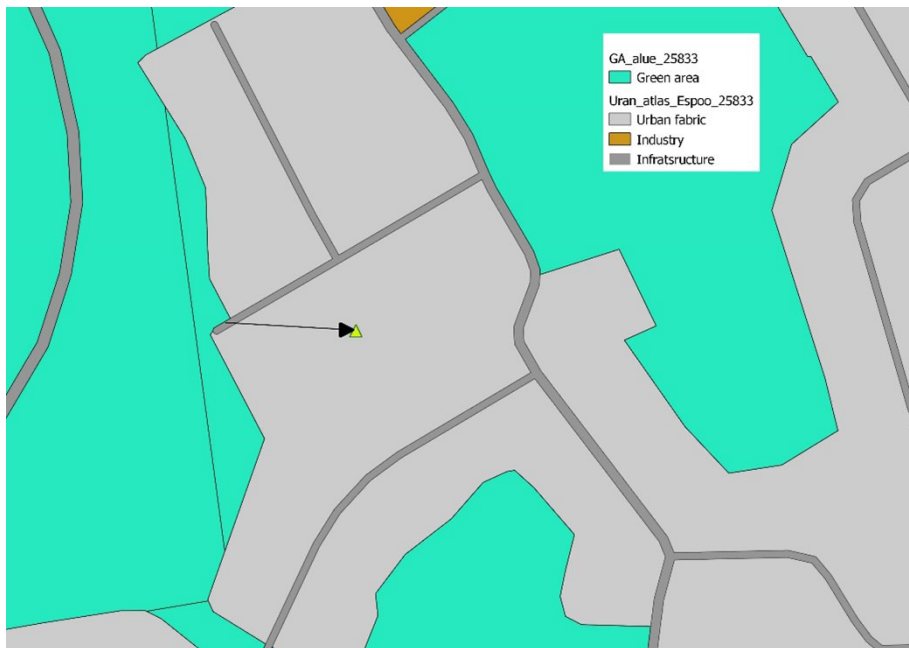 GA_alue_25833
Green area
Uran_atlas_Espoo_25833
Urban fabric
Industry
Infratsructure